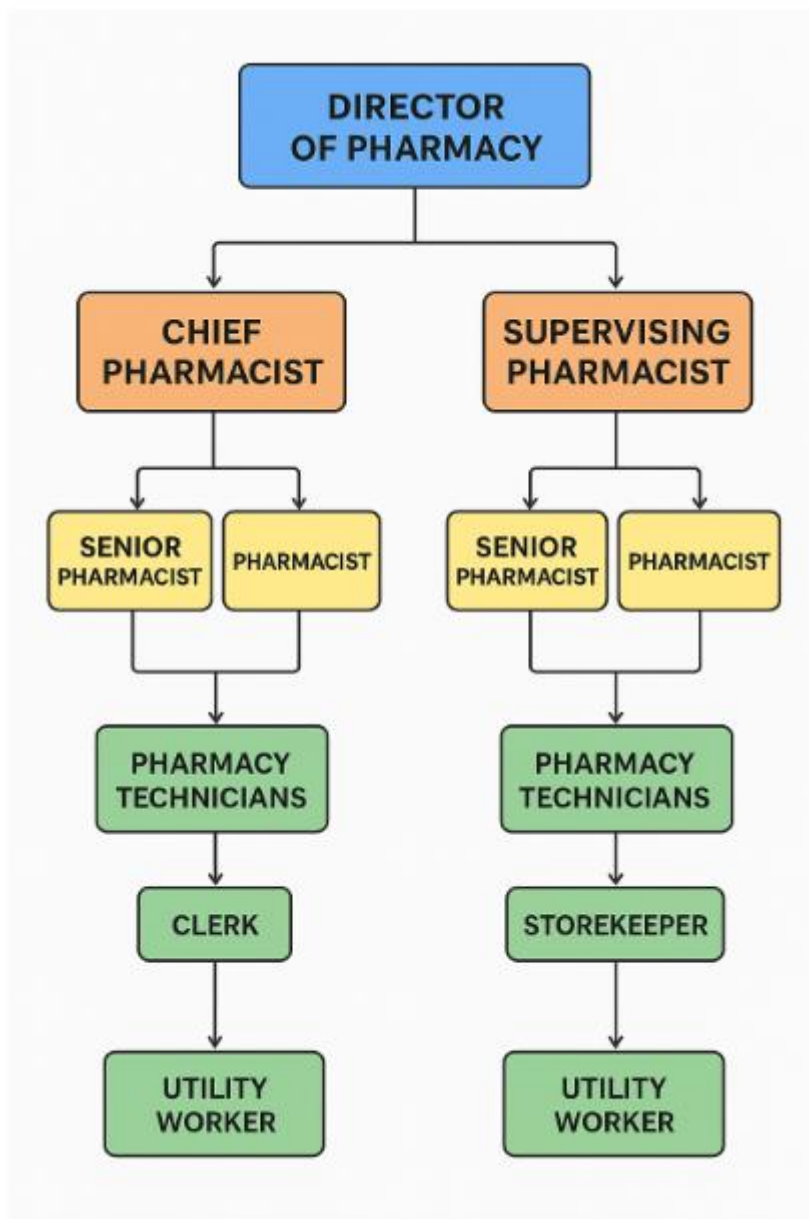 DIRECTOR
OF PHARMACY
CHIEF
PHARMACIST
SUPERVISING
PHARMACIST
SENIOR
PHARMACIST
PHARMACIST
SENIOR
PHARMACIST
PHARMACIST
PHARMACY
TECHNICIANS
PHARMACY
TECHNICIANS
CLERK
STOREKEEPER
UTILITY
WORKER
UTILITY
WORKER